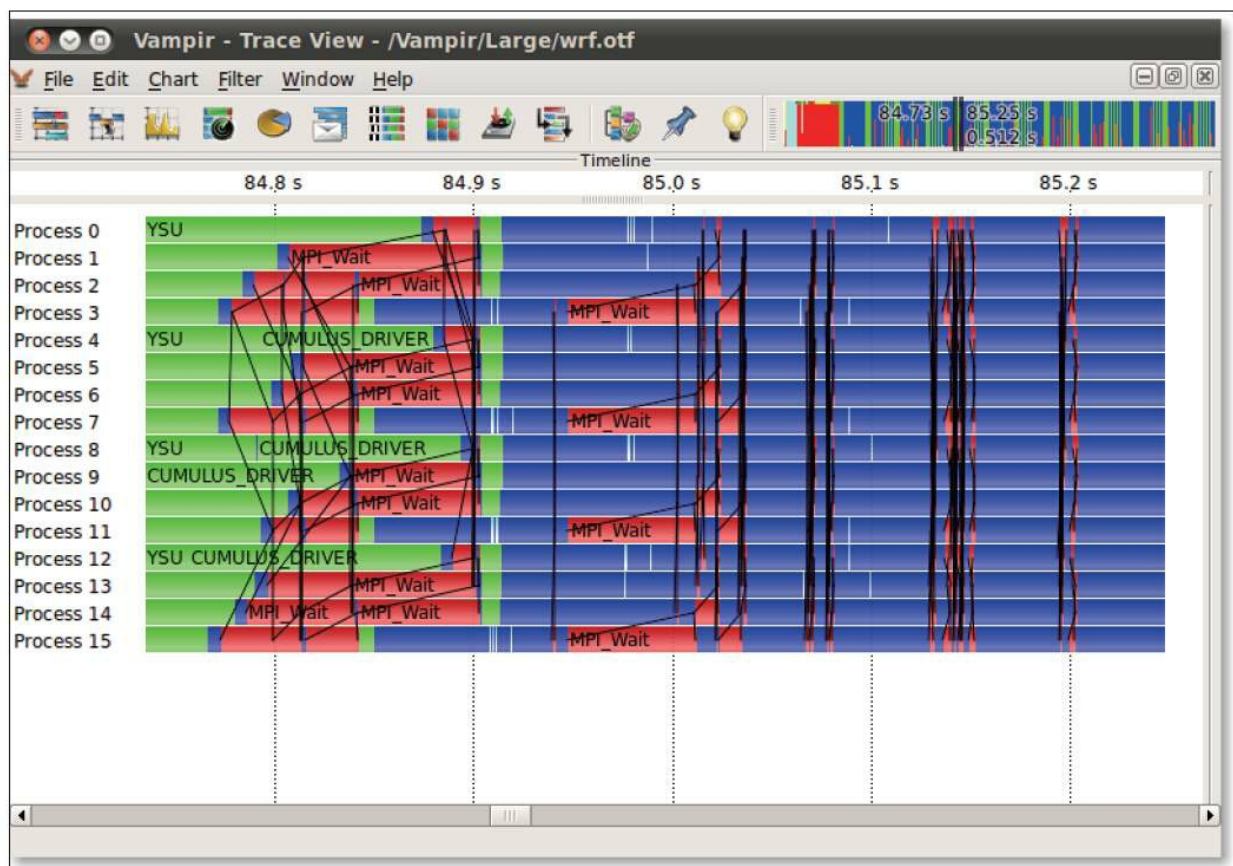 Vampir - Trace View - /Vampir/Large/wrf.otf
File Edit Chart Filter Window Help
84.73 s 85.25 s
0.512 s
Timeline
84.8 s 84.9 s 85.0 s 85.1 s 85.2 s
Process 0 YSU
Process 1 MPI_Wait
Process 2 MPI_Wait
Process 3 MPI_Wait
Process 4 YSU CUMULUS_DRIVER
Process 5 MPI_Wait
Process 6 MPI_Wait
Process 7 MPI_Wait
Process 8 YSU CUMULUS_DRIVER
Process 9 CUMULUS_DRIVER MPI_Wait
Process 10 MPI_Wait
Process 11 MPI_Wait
Process 12 YSU CUMULUS_DRIVER
Process 13 MPI_Wait
Process 14 MPI_Wait MPI_Wait
Process 15 MPI_Wait